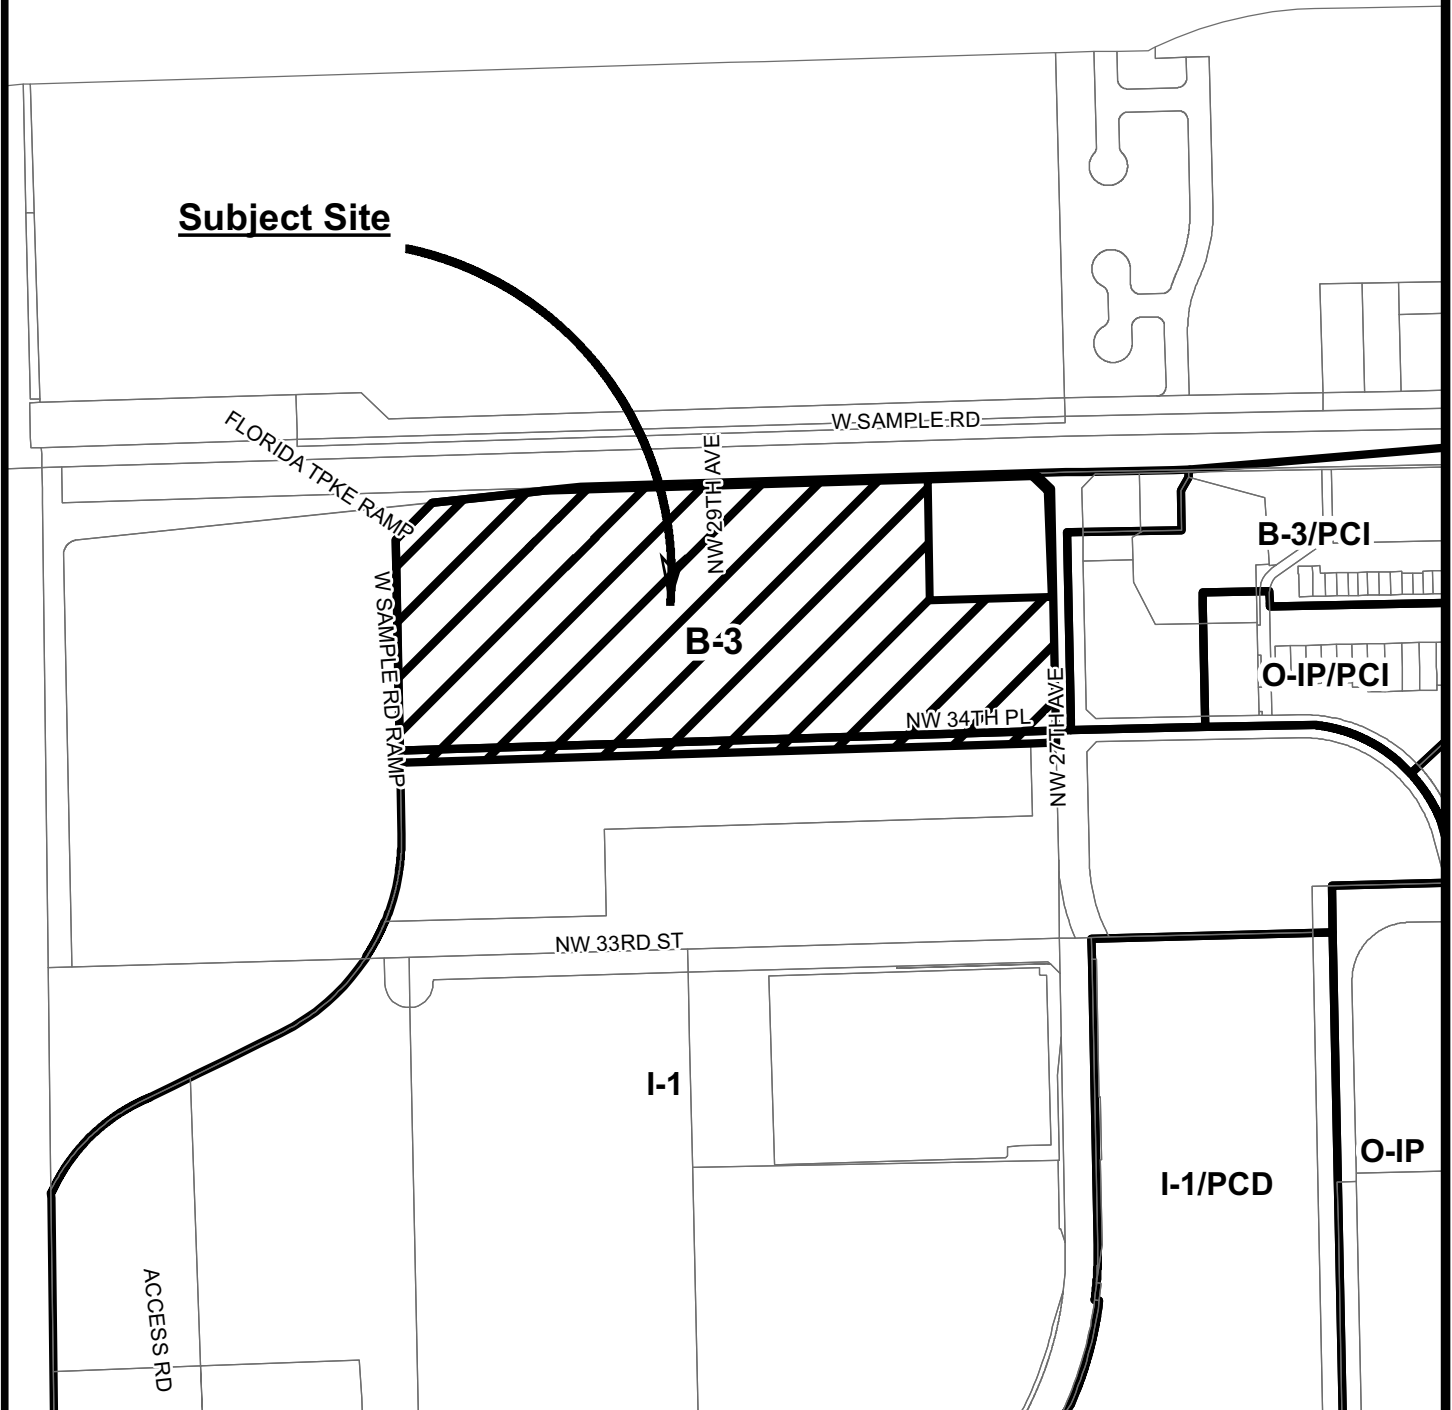 Subject Site
W SAMPLE RD
FLORIDA TPKE RAMP
NW 29TH AVE
B-3/PCI
W SAMPLE RD RAMP
B-3
O-IP/PCI
NW 34TH PL
NW 27TH AVE
NW 33RD ST
I-1
O-IP
I-1/PCD
ACCESS RD